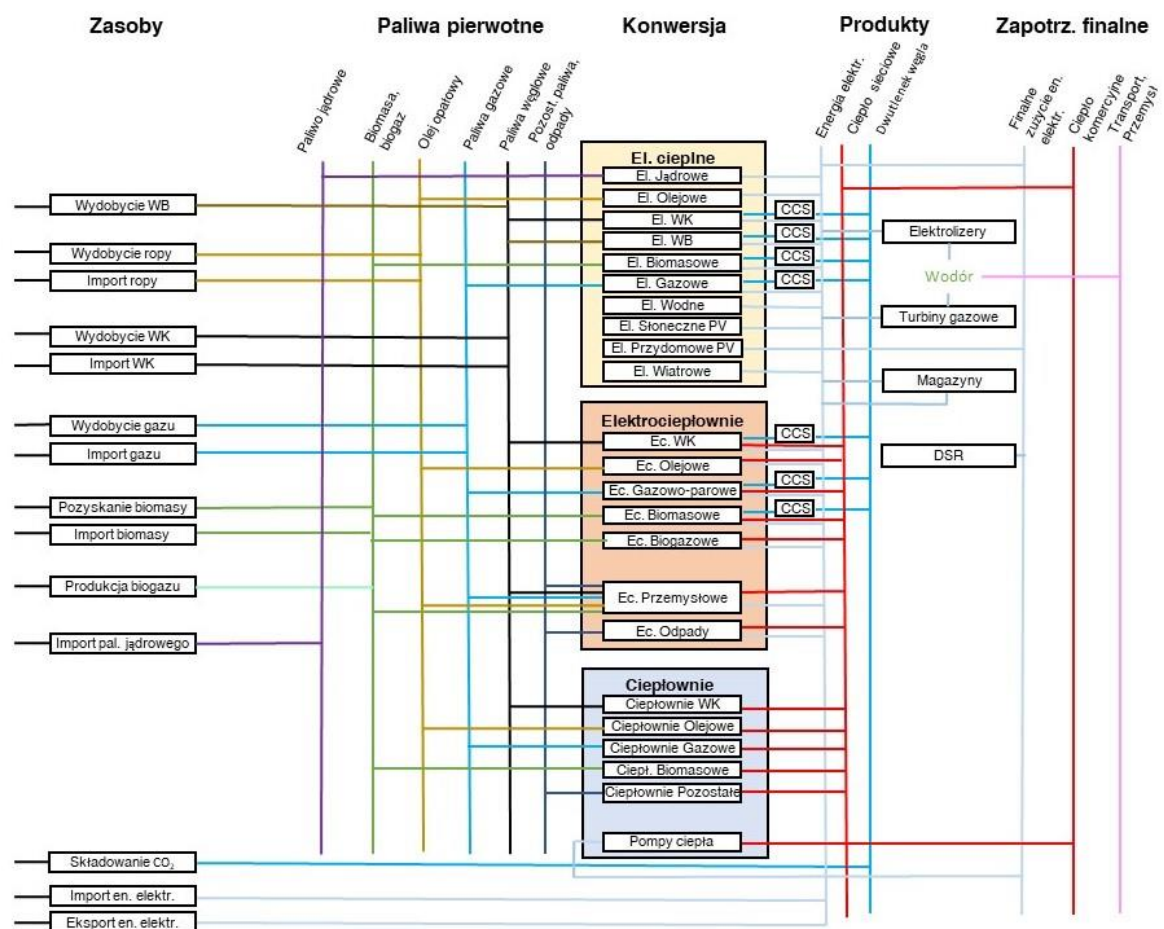 Zasoby
Paliwa pierwotne
Konwersja
Produkty
Zapotrz. finalne
Paliwo jądrowe
Biomasa,
biogaz
Olej opałowy
Paliwa gazowe
Paliwa węglowe
Pozost. paliwa,
odpady
Energia elektr.
Ciepło sieciowe
Dwutlenek węgla
Finalne
zużycie en.
elektr.
Ciepło
komercyjne
Transport,
Przemysł
Wydobycie WB
Wydobycie ropy
Import ropy
Wydobycie WK
Import WK
Wydobycie gazu
Import gazu
Pozyskanie biomasy
Import biomasy
Produkcja biogazu
Import pal. jądrowego
Składowanie CO₂
Import en. elektr.
Eksport en. elektr.
El. cieplne
El. Jądrowe
El. Olejowe
El. WK
El. WB
El. Biomasowe
El. Gazowe
El. Wodne
El. Słoneczne PV
El. Przydomowe PV
El. Wiatrowe
Elektrociepłownie
Ec. WK
Ec. Olejowe
Ec. Gazowo-parowe
Ec. Biomasowe
Ec. Biogazowe
Ec. Przemysłowe
Ec. Odpady
Ciepłownie
Ciepłownie WK
Ciepłownie Olejowe
Ciepłownie Gazowe
Ciepł. Biomasowe
Ciepłownie Pozostałe
Pompy ciepła
CCS
CCS
CCS
CCS
CCS
CCS
CCS
Elektrolizery
Wodór
Turbiny gazowe
Magazyny
DSR